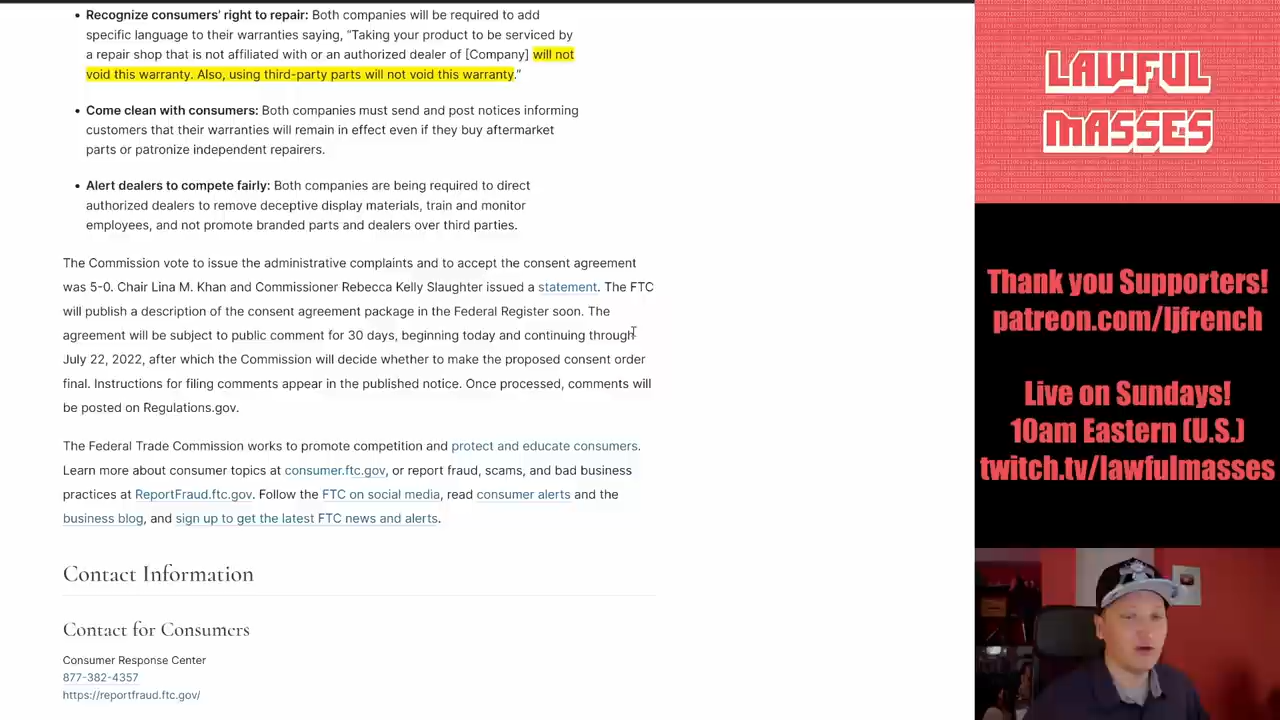 • Recognize consumers' right to repair: Both companies will be required to add
specific language to their warranties saying, “Taking your product to be serviced by
a repair shop that is not affiliated with or an authorized dealer of [Company] will not
void this warranty. Also, using third-party parts will not void this warranty.”
• Come clean with consumers: Both companies must send and post notices informing
customers that their warranties will remain in effect even if they buy aftermarket
parts or patronize independent repairers.
• Alert dealers to compete fairly: Both companies are being required to direct
authorized dealers to remove deceptive display materials, train and monitor
employees, and not promote branded parts and dealers over third parties.
The Commission vote to issue the administrative complaints and to accept the consent agreement
was 5-0. Chair Lina M. Khan and Commissioner Rebecca Kelly Slaughter issued a statement. The FTC
will publish a description of the consent agreement package in the Federal Register soon. The
agreement will be subject to public comment for 30 days, beginning today and continuing through
July 22, 2022, after which the Commission will decide whether to make the proposed consent order
final. Instructions for filing comments appear in the published notice. Once processed, comments will
be posted on Regulations.gov.
The Federal Trade Commission works to promote competition and protect and educate consumers.
Learn more about consumer topics at consumer.ftc.gov, or report fraud, scams, and bad business
practices at ReportFraud.ftc.gov. Follow the FTC on social media, read consumer alerts and the
business blog, and sign up to get the latest FTC news and alerts.
Contact Information
Contact for Consumers
Consumer Response Center
877-382-4357
https://reportfraud.ftc.gov/
LAWFUL
MASSES
Thank you Supporters!
patreon.com/ljfrench
Live on Sundays!
10am Eastern (U.S.)
twitch.tv/lawfulmasses